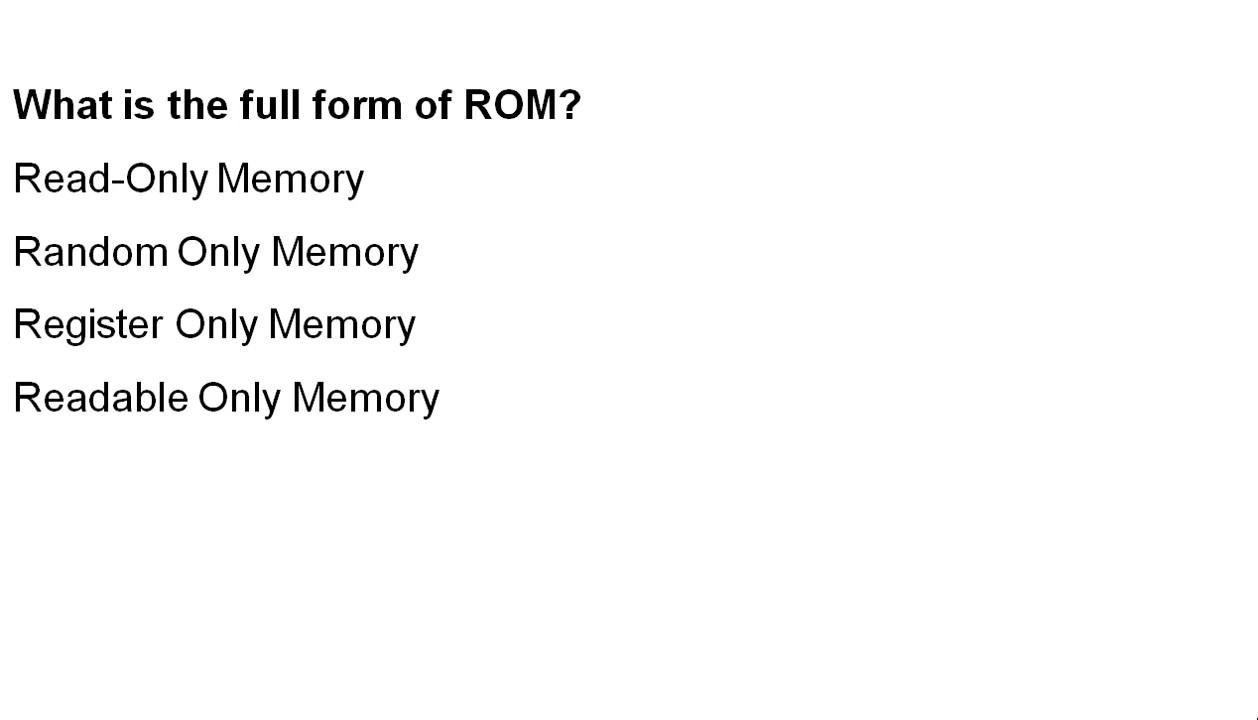 What is the full form of ROM?
Read-Only Memory
Random Only Memory
Register Only Memory
Readable Only Memory